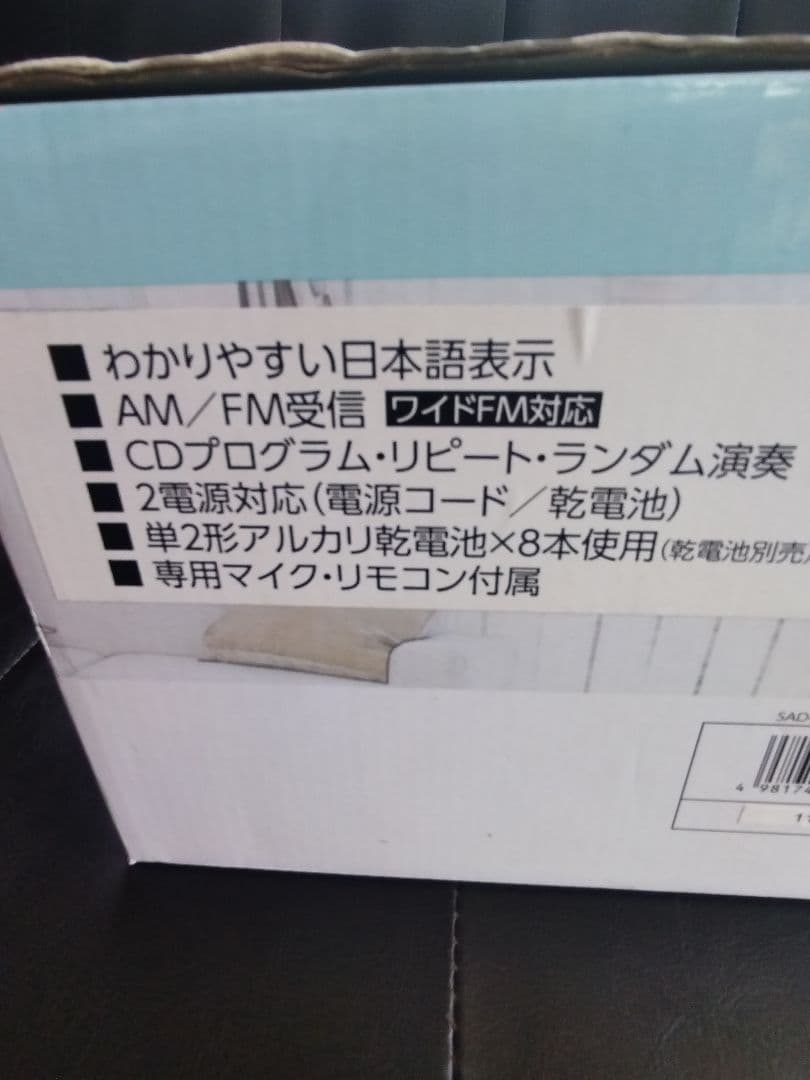 ■ わかりやすい日本語表示
■ AM／FM受信 ワイドFM対応
■ CDプログラム・リピート・ランダム演奏
■ 2電源対応（電源コード／乾電池）
■ 単2形アルカリ乾電池×8本使用（乾電池別売
■ 専用マイク・リモコン付属
SAD
4 98174